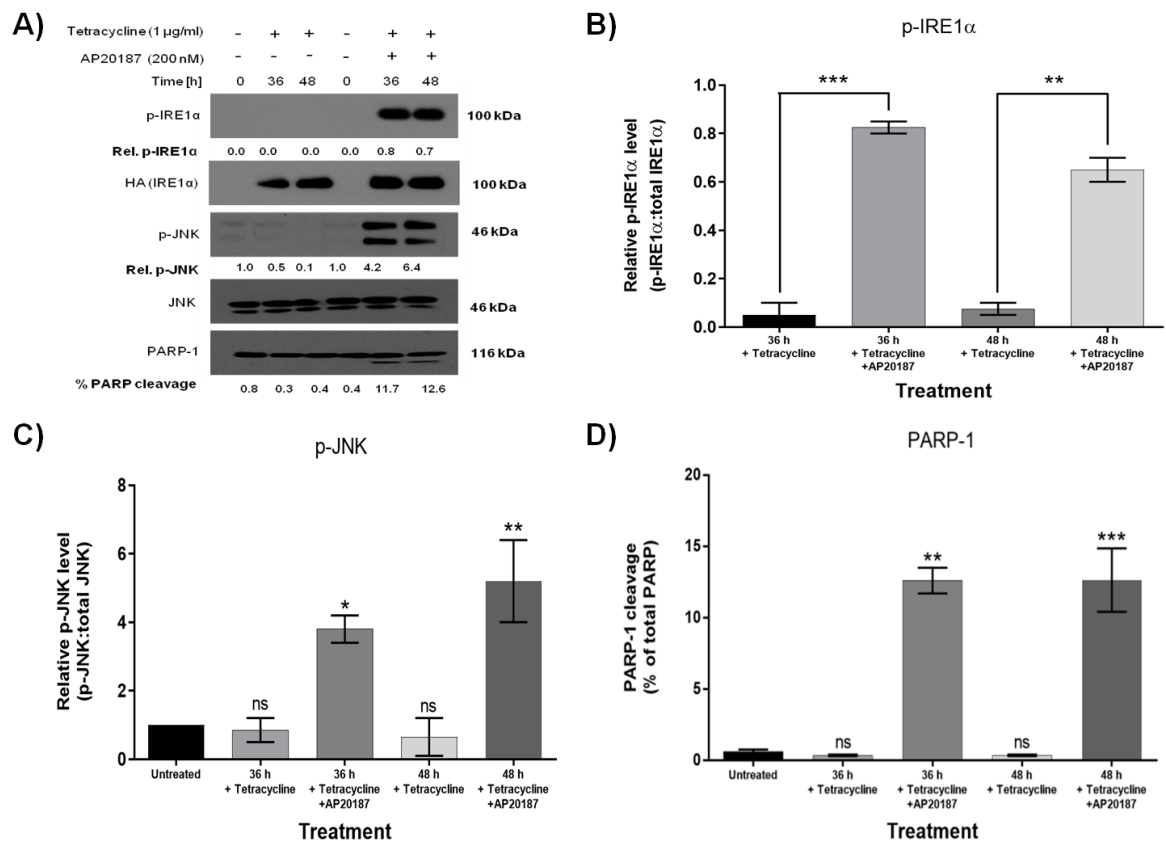 A)
Tetracycline (1 µg/ml) - + + - + +
AP20187 (200 nM) - - - - + +
Time [h] 0 36 48 0 36 48
p-IRE1α 100 kDa
Rel. p-IRE1α 0.0 0.0 0.0 0.0 0.8 0.7
HA (IRE1α) 100 kDa
p-JNK 46 kDa
Rel. p-JNK 1.0 0.5 0.1 1.0 4.2 6.4
JNK 46 kDa
PARP-1 116 kDa
% PARP cleavage 0.8 0.3 0.4 0.4 11.7 12.6
B)
p-IRE1α
Relative p-IRE1α level
(p-IRE1α:total IRE1α)
1.0
0.8
0.6
0.4
0.2
0.0
*** **
36 h 36 h 48 h 48 h
+ Tetracycline + Tetracycline + Tetracycline + Tetracycline
+AP20187 +AP20187
Treatment
C)
p-JNK
Relative p-JNK level
(p-JNK:total JNK)
8
6
4
2
0
ns * ns **
Untreated 36 h 36 h 48 h 48 h
+ Tetracycline + Tetracycline + Tetracycline + Tetracycline
+AP20187 +AP20187
Treatment
D)
PARP-1
PARP-1 cleavage
(% of total PARP)
20
15
10
5
0
ns ** ns ***
Untreated 36 h 36 h 48 h 48 h
+ Tetracycline + Tetracycline + Tetracycline + Tetracycline
+AP20187 +AP20187
Treatment